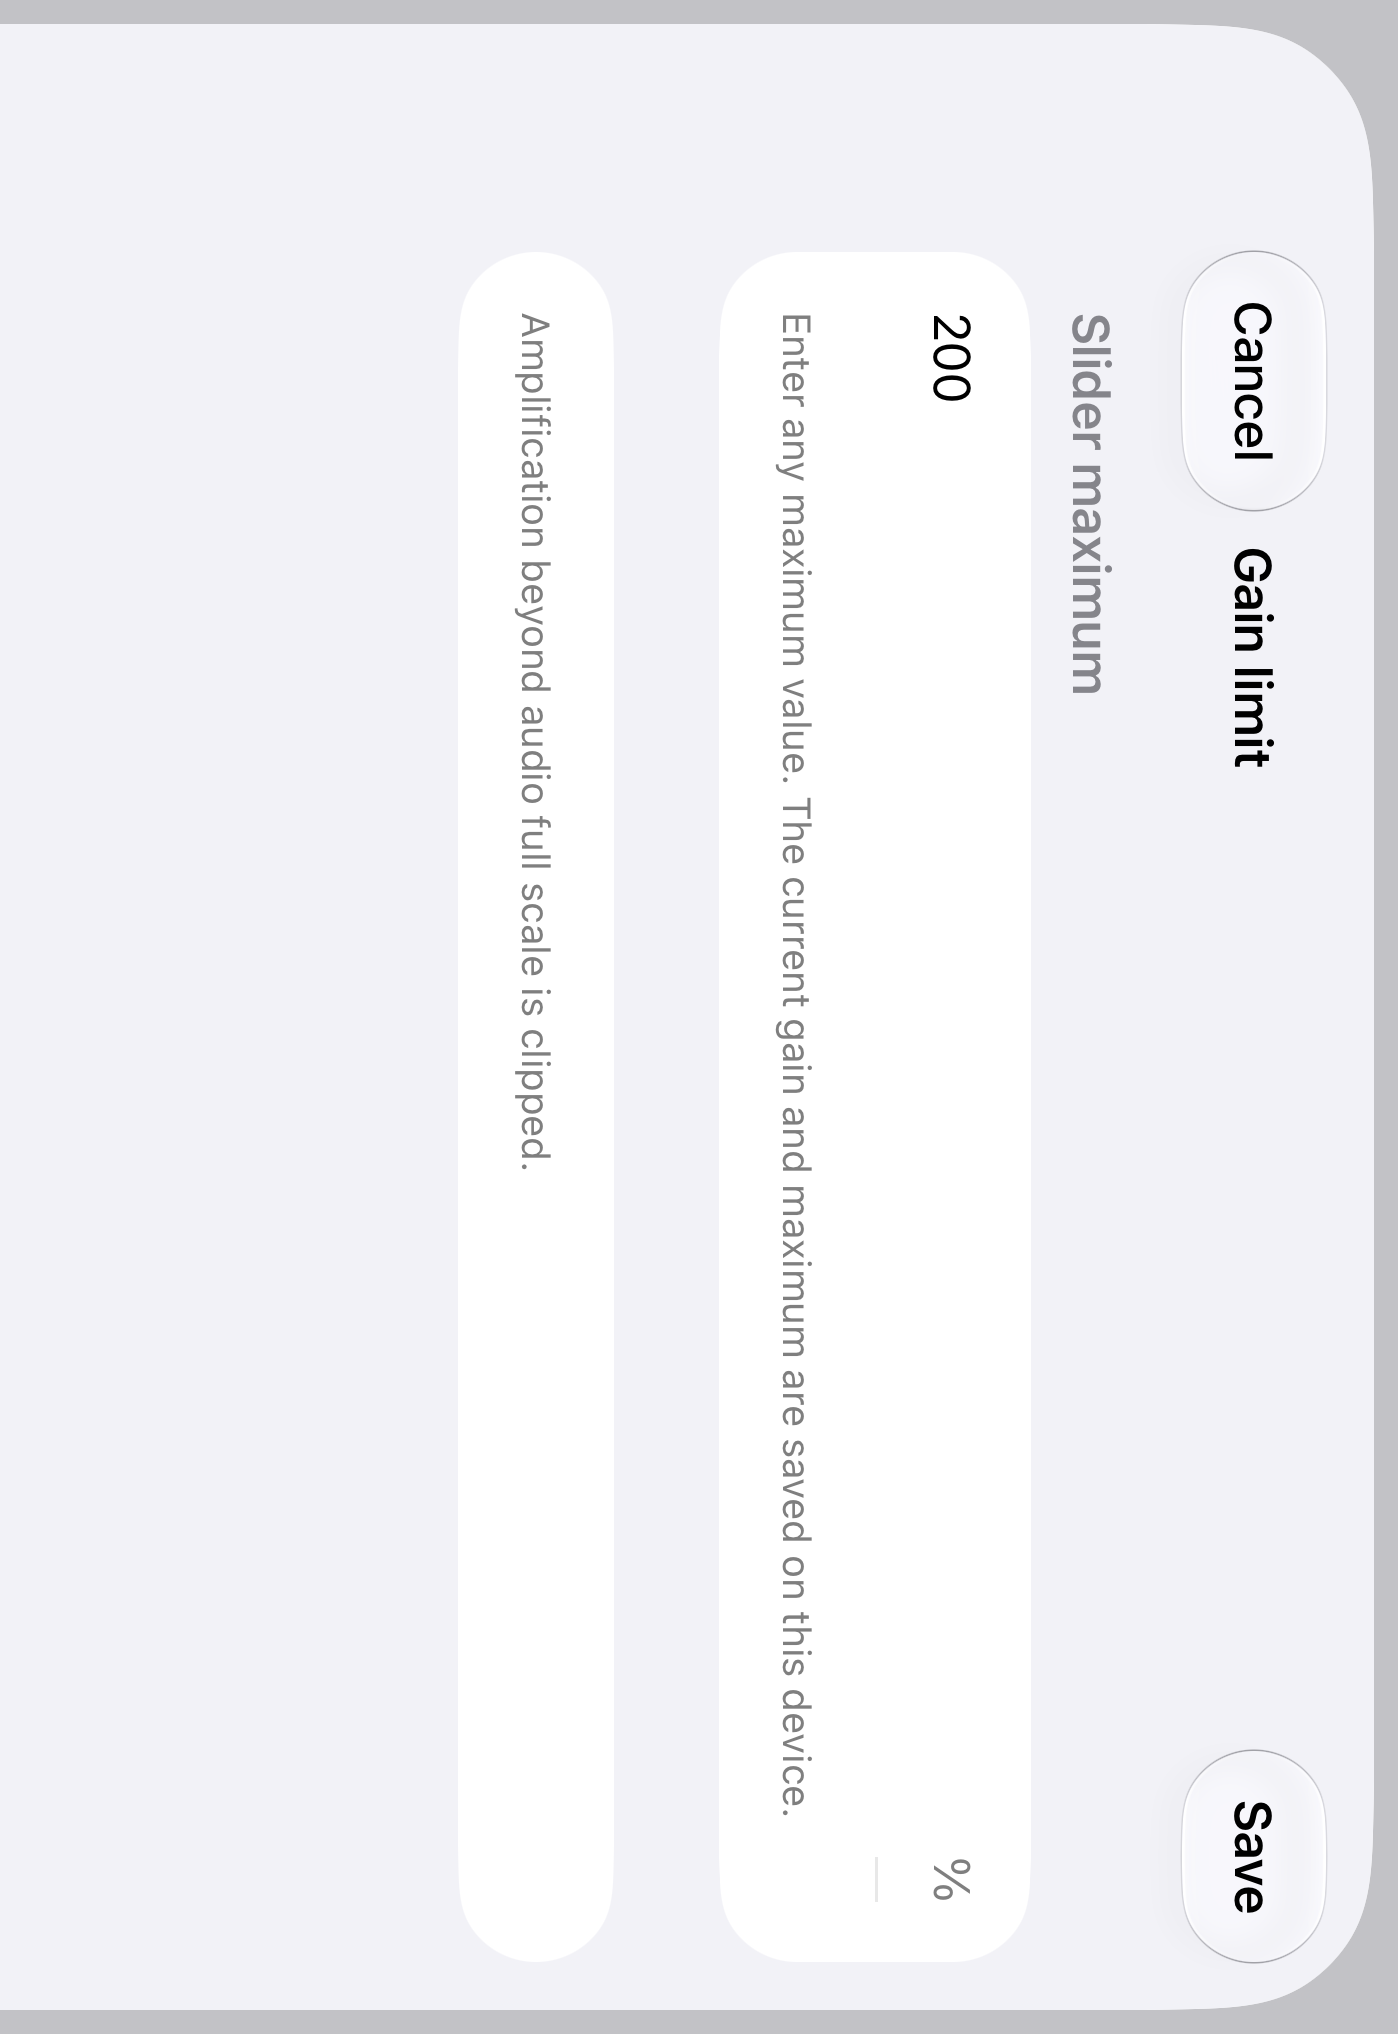 Cancel
Gain limit
Save
Slider maximum
200
%
Enter any maximum value. The current gain and maximum are saved on this device.
Amplification beyond audio full scale is clipped.